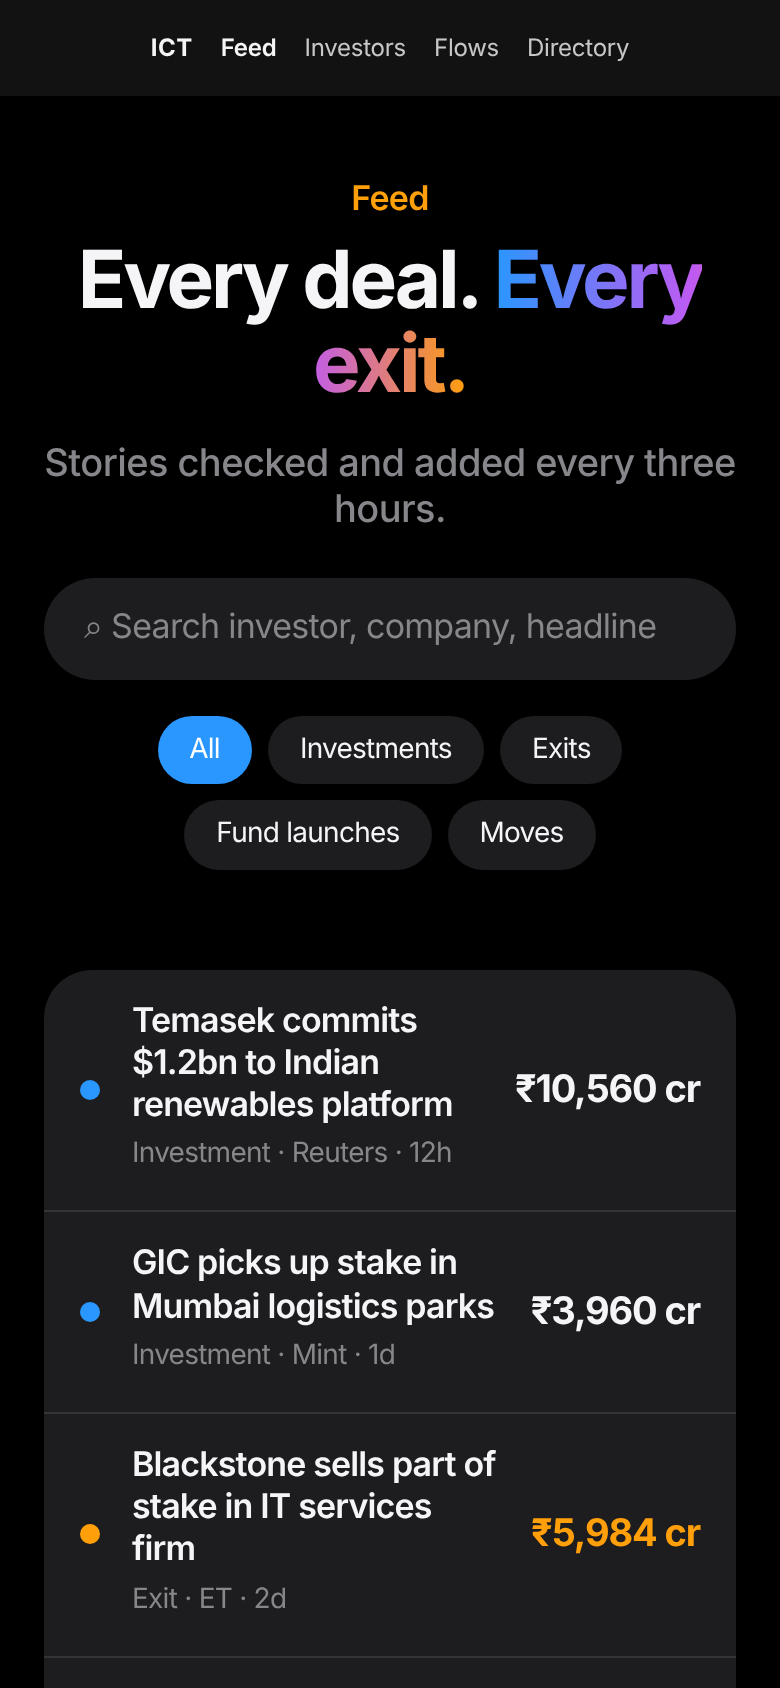 ICT Feed Investors Flows Directory
Feed
Every deal. Every
exit.
Stories checked and added every three
hours.
⌕ Search investor, company, headline
All Investments Exits
Fund launches Moves
Temasek commits
$1.2bn to Indian
renewables platform
₹10,560 cr
Investment · Reuters · 12h
GIC picks up stake in
Mumbai logistics parks
₹3,960 cr
Investment · Mint · 1d
Blackstone sells part of
stake in IT services
firm
₹5,984 cr
Exit · ET · 2d